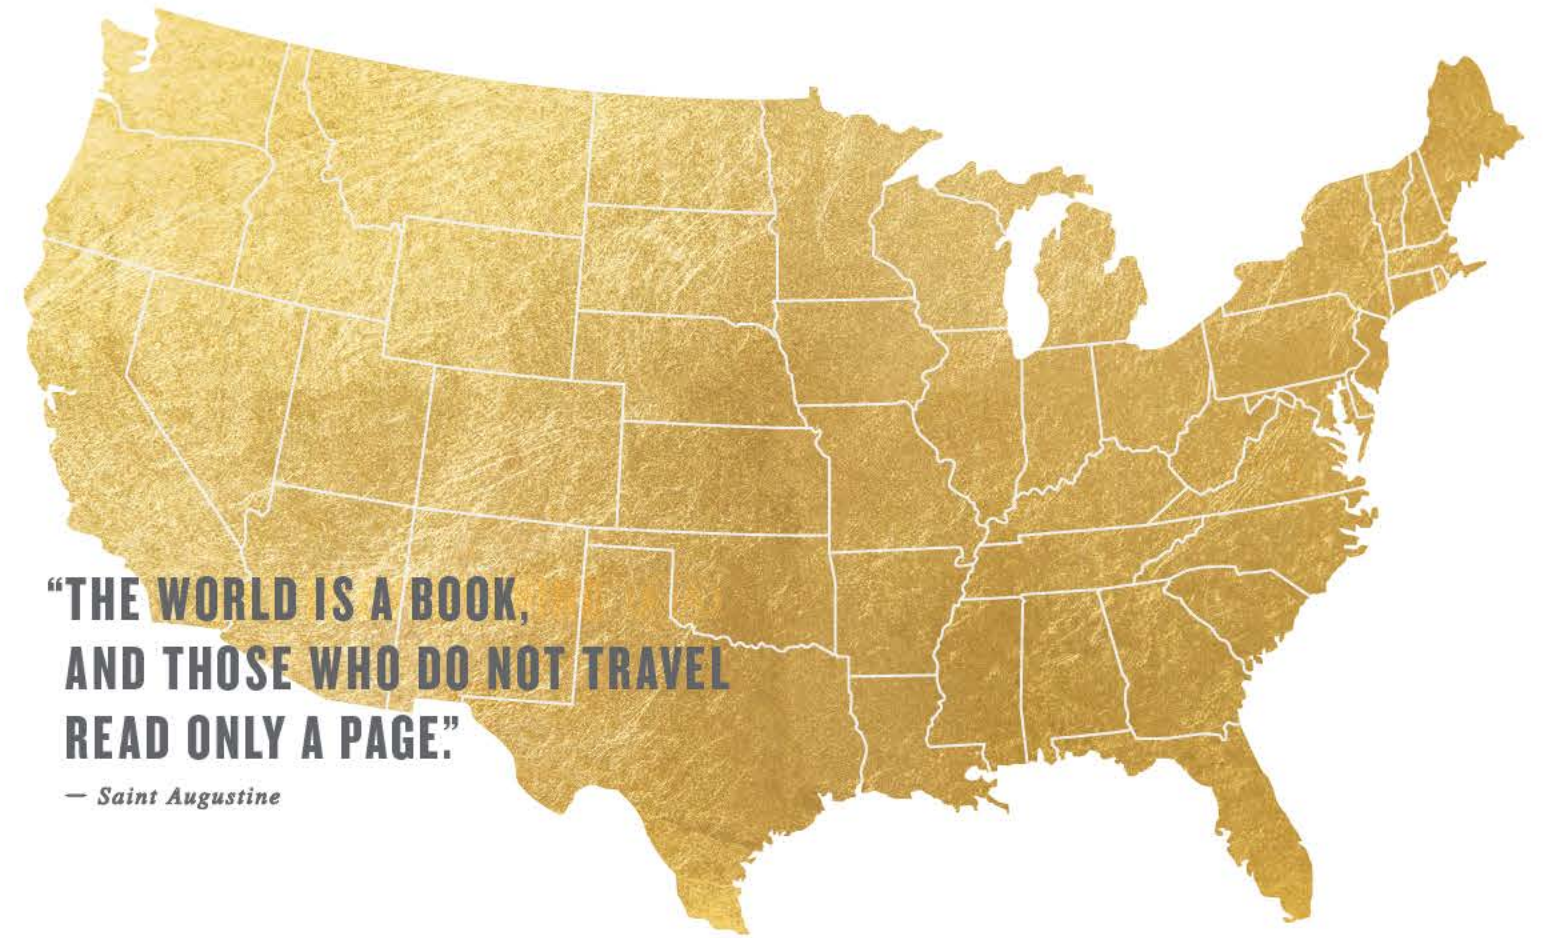 “THE WORLD IS A BOOK,
AND THOSE WHO DO NOT TRAVEL
READ ONLY A PAGE.”
— Saint Augustine